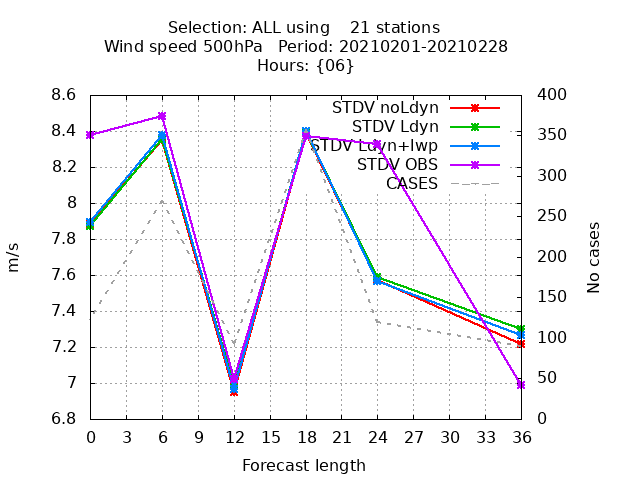 Selection: ALL using    21 stations
Wind speed 500hPa   Period: 20210201-20210228
Hours: {06}
8.6
8.4
8.2
8
7.8
7.6
7.4
7.2
7
6.8
m/s
400
350
300
250
200
150
100
50
0
No cases
STDV noLdyn
STDV Ldyn
STDV Ldyn+lwp
STDV OBS
CASES
0 3 6 9 12 15 18 21 24 27 30 33 36
Forecast length